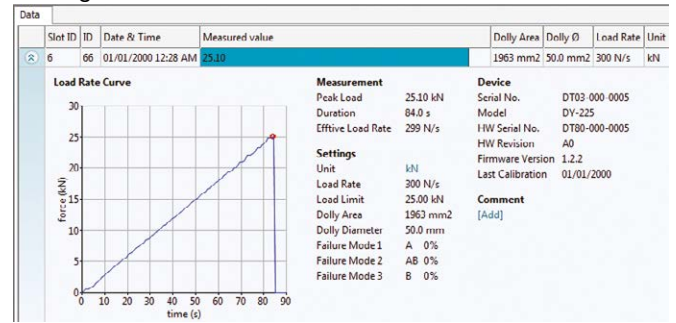 Data
Slot ID ID Date & Time Measured value Dolly Area Dolly Ø Load Rate Unit
6 66 01/01/2000 12:28 AM 25.10 1963 mm2 50.0 mm2 300 N/s kN
Load Rate Curve
30
25
20
15
10
5
0
force (kN)
0 10 20 30 40 50 60 70 80 90
time (s)
Measurement
Peak Load 25.10 kN
Duration 84.0 s
Efftive Load Rate 299 N/s
Settings
Unit kN
Load Rate 300 N/s
Load Limit 25.00 kN
Dolly Area 1963 mm2
Dolly Diameter 50.0 mm
Failure Mode 1 A 0%
Failure Mode 2 AB 0%
Failure Mode 3 B 0%
Device
Serial No. DT03-000-0005
Model DY-225
HW Serial No. DT80-000-0005
HW Revision A0
Firmware Version 1.2.2
Last Calibration 01/01/2000
Comment
[Add]